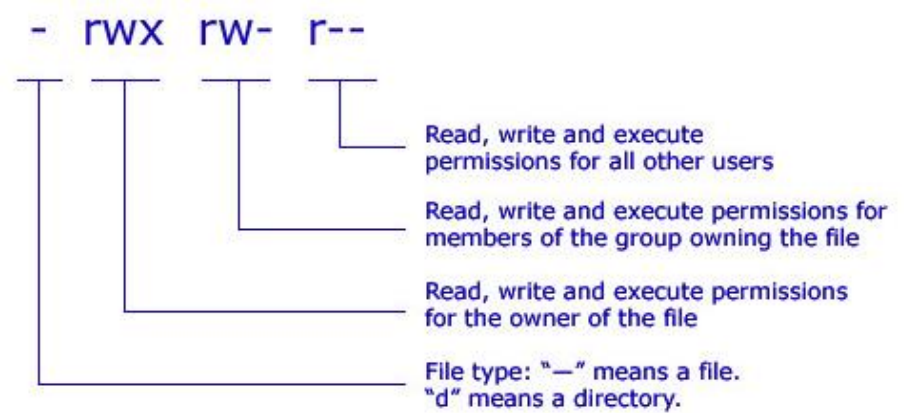 - rwx rw- r--
Read, write and execute
permissions for all other users
Read, write and execute permissions for
members of the group owning the file
Read, write and execute permissions
for the owner of the file
File type: “—” means a file.
“d” means a directory.